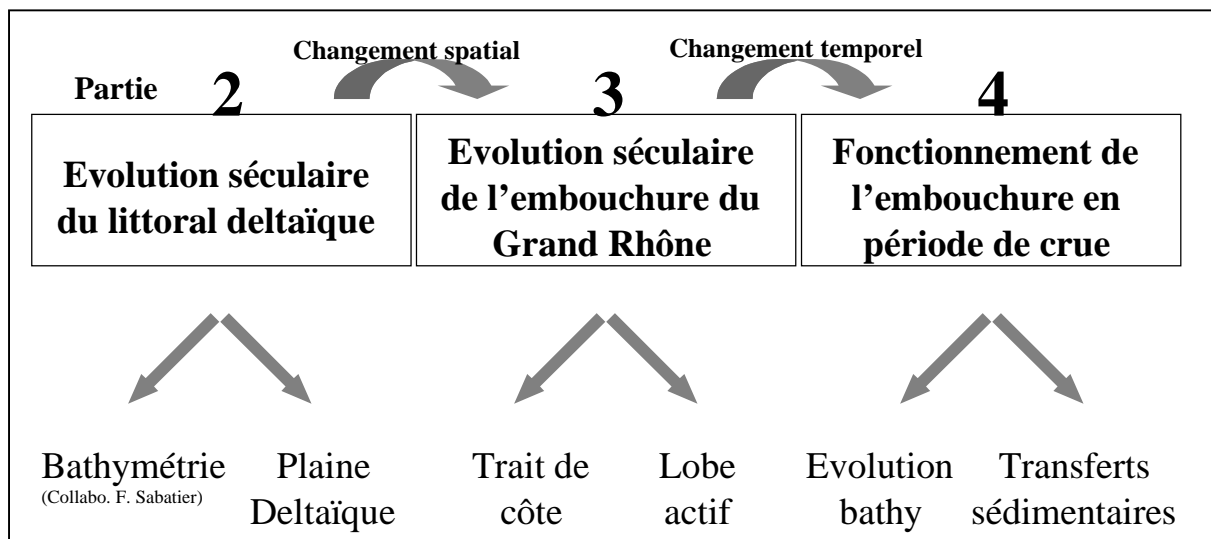 Changement spatial
Changement temporel
Partie 2
3
4
Evolution séculaire
du littoral deltaïque
Evolution séculaire
de l'embouchure du
Grand Rhône
Fonctionnement de
l'embouchure en
période de crue
Bathymétrie
(Collabo. F. Sabatier)
Plaine
Deltaïque
Trait de
côte
Lobe
actif
Evolution
bathy
Transferts
sédimentaires